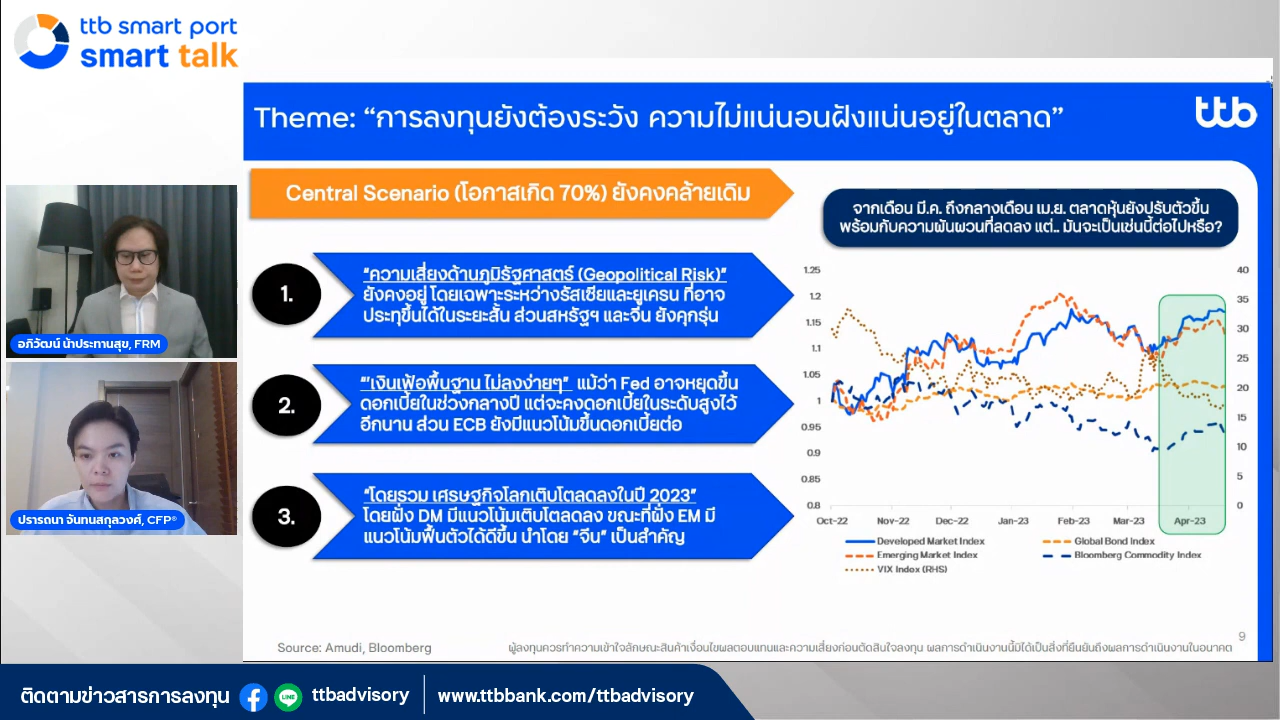 ttb smart port
smart talk
Theme: “การลงทุนยังต้องระวัง ความไม่แน่นอนฝังแน่นอยู่ในตลาด”
ttb
Central Scenario (โอกาสเกิด 70%) ยังคงคล้ายเดิม
1.
“ความเสี่ยงด้านภูมิรัฐศาสตร์ (Geopolitical Risk)”
ยังคงอยู่ โดยเฉพาะระหว่างรัสเซียและยูเครน ที่อาจ
ประทุขึ้นได้ในระยะสั้น ส่วนสหรัฐฯ และจีน ยังคุกรุ่น
2.
“‘เงินเฟ้อพื้นฐาน ไม่ลงง่ายๆ” แม้ว่า Fed อาจหยุดขึ้น
ดอกเบี้ยในช่วงกลางปี แต่จะคงดอกเบี้ยในระดับสูงไว้
อีกนาน ส่วน ECB ยังมีแนวโน้มขึ้นดอกเบี้ยต่อ
3.
“โดยรวม เศรษฐกิจโลกเติบโตลดลงในปี 2023”
โดยฝั่ง DM มีแนวโน้มเติบโตลดลง ขณะที่ฝั่ง EM มี
แนวโน้มฟื้นตัวได้ดีขึ้น นำโดย “จีน” เป็นสำคัญ
จากเดือน มี.ค. ถึงกลางเดือน เม.ย. ตลาดหุ้นยังปรับตัวขึ้น
พร้อมกับความผันผวนที่ลดลง แต่.. มันจะเป็นเช่นนี้ต่อไปหรือ?
1.25
1.2
1.15
1.1
1.05
1
0.95
0.9
0.85
0.8
40
35
30
25
20
15
10
5
0
Oct-22 Nov-22 Dec-22 Jan-23 Feb-23 Mar-23 Apr-23
Developed Market Index Global Bond Index
Emerging Market Index Bloomberg Commodity Index
VIX Index (RHS)
9
Source: Amudi, Bloomberg
ผู้ลงทุนควรทำความเข้าใจลักษณะสินค้าเงื่อนไขผลตอบแทนและความเสี่ยงก่อนตัดสินใจลงทุน ผลการดำเนินงานนี้มิได้เป็นสิ่งที่ยืนยันถึงผลการดำเนินงานในอนาคต
อภิวัฒน์ น้าประทานสุข, FRM
ปรารถนา จันทนสกุลวงศ์, CFP®
ติดตามข่าวสารการลงทุน LINE ttbadvisory www.ttbbank.com/ttbadvisory